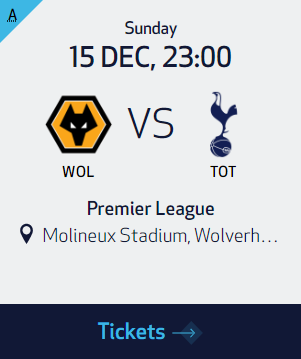 A
Sunday
15 DEC, 23:00
VS
WOL
TOT
Premier League
Molineux Stadium, Wolverh...
Tickets